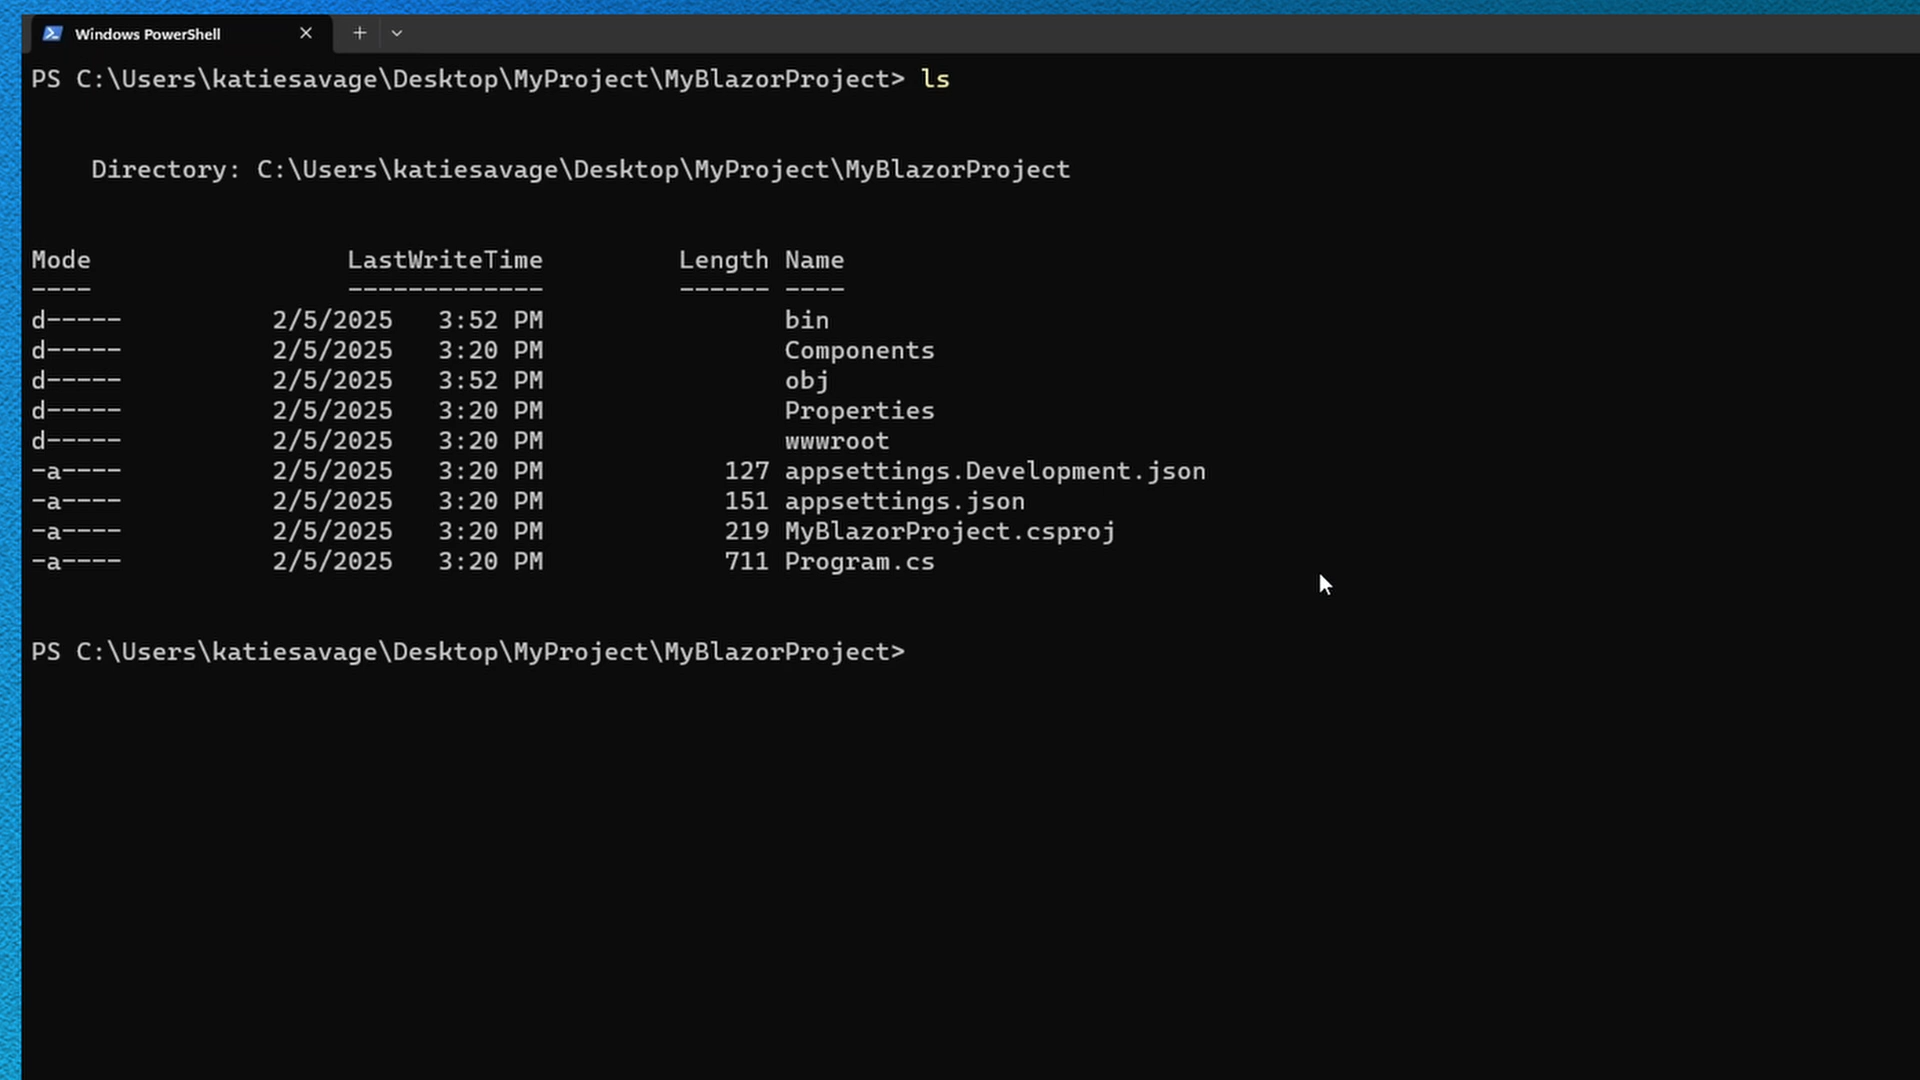 Windows PowerShell
PS C:\Users\katiesavage\Desktop\MyProject\MyBlazorProject> ls
Directory: C:\Users\katiesavage\Desktop\MyProject\MyBlazorProject
Mode                 LastWriteTime         Length Name
----                 -------------         ------ ----
d-----          2/5/2025   3:52 PM                bin
d-----          2/5/2025   3:20 PM                Components
d-----          2/5/2025   3:52 PM                obj
d-----          2/5/2025   3:20 PM                Properties
d-----          2/5/2025   3:20 PM                wwwroot
-a----          2/5/2025   3:20 PM            127 appsettings.Development.json
-a----          2/5/2025   3:20 PM            151 appsettings.json
-a----          2/5/2025   3:20 PM            219 MyBlazorProject.csproj
-a----          2/5/2025   3:20 PM            711 Program.cs
PS C:\Users\katiesavage\Desktop\MyProject\MyBlazorProject>